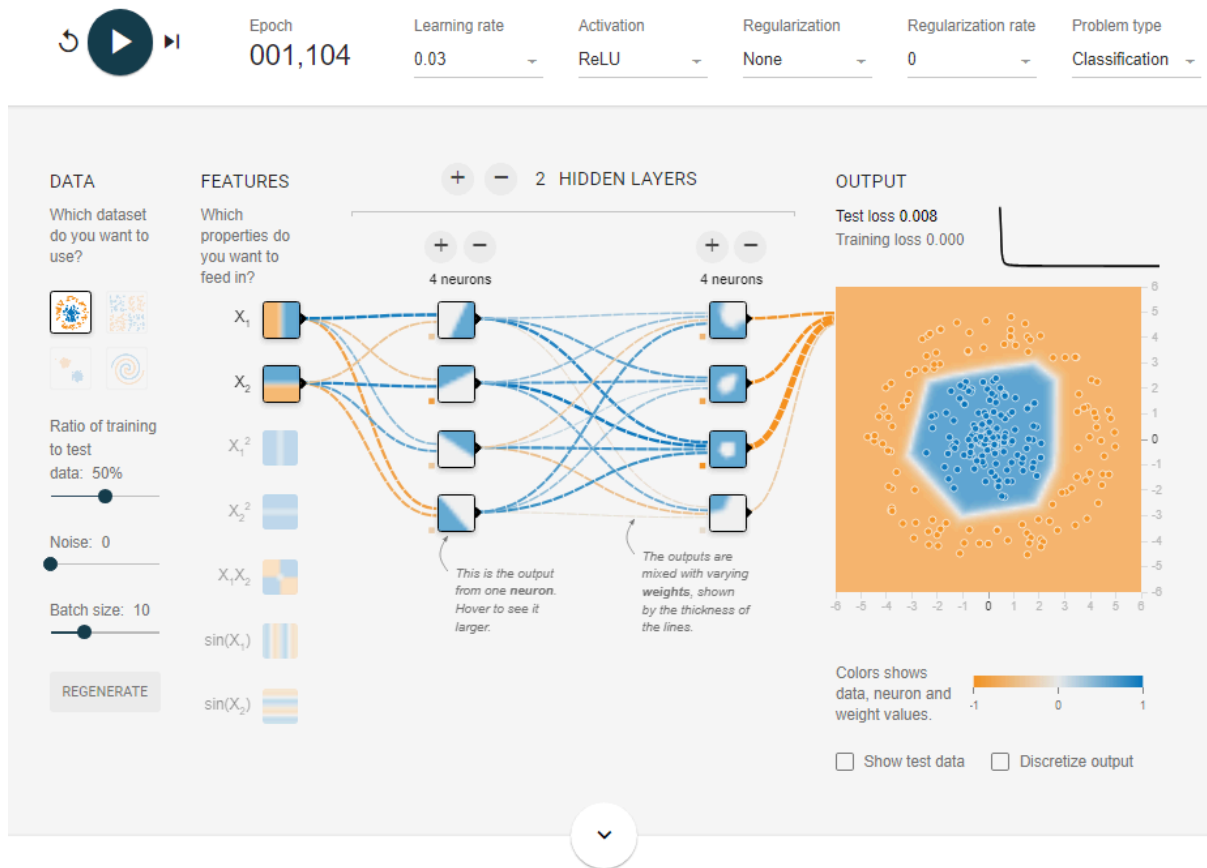 Epoch
001,104
Learning rate
0.03
Activation
ReLU
Regularization
None
Regularization rate
0
Problem type
Classification
DATA
Which dataset
do you want to
use?
Ratio of training
to test
data: 50%
Noise: 0
Batch size: 10
REGENERATE
FEATURES
Which
properties do
you want to
feed in?
X₁
X₂
X₁²
X₂²
X₁X₂
sin(X₁)
sin(X₂)
+ − 2 HIDDEN LAYERS
+ −
4 neurons
+ −
4 neurons
This is the output
from one neuron.
Hover to see it
larger.
The outputs are
mixed with varying
weights, shown
by the thickness of
the lines.
OUTPUT
Test loss 0.008
Training loss 0.000
6
5
4
3
2
1
0
-1
-2
-3
-4
-5
-6
-6 -5 -4 -3 -2 -1 0 1 2 3 4 5 6
Colors shows
data, neuron and
weight values.
-1 0 1
Show test data
Discretize output